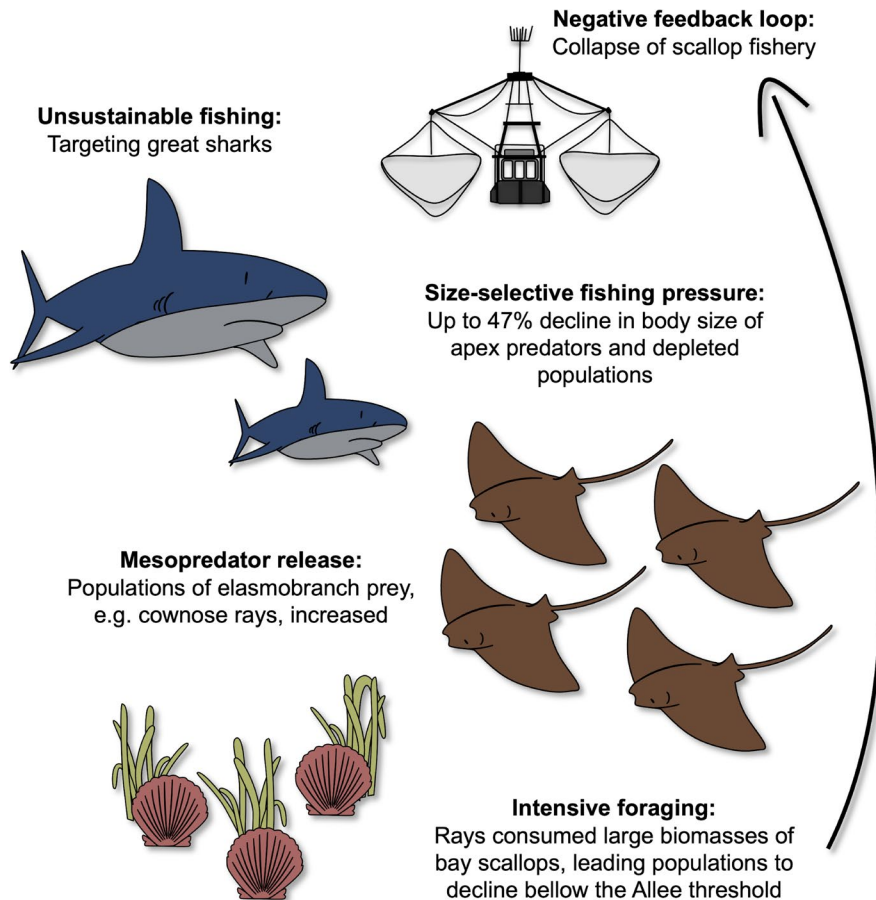 Negative feedback loop:
Collapse of scallop fishery
Unsustainable fishing:
Targeting great sharks
Size-selective fishing pressure:
Up to 47% decline in body size of
apex predators and depleted
populations
Mesopredator release:
Populations of elasmobranch prey,
e.g. cownose rays, increased
Intensive foraging:
Rays consumed large biomasses of
bay scallops, leading populations to
decline bellow the Allee threshold